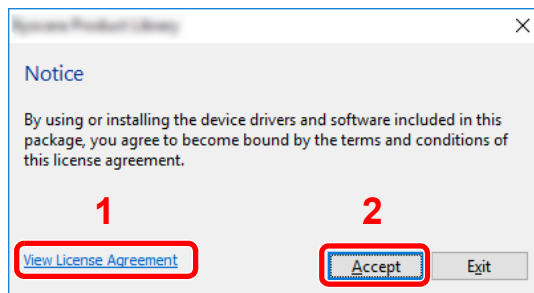 Notice
By using or installing the device drivers and software included in this
package, you agree to become bound by the terms and conditions of
this license agreement.
1
2
View License Agreement
Accept
Exit